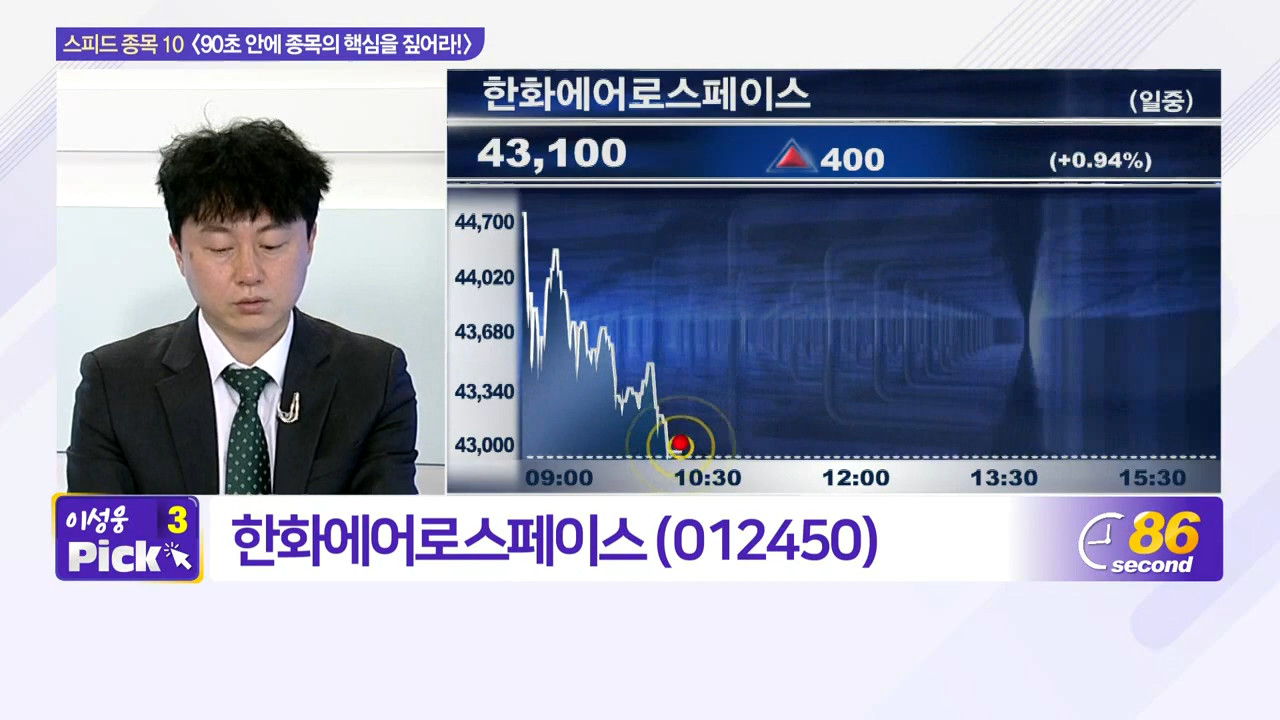 스피드 종목 10 <90초 안에 종목의 핵심을 짚어라!>
한화에어로스페이스 (일중)
43,100 400 (+0.94%)
44,700
44,020
43,680
43,340
43,000
09:00 10:30 12:00 13:30 15:30
이성웅 3
Pick
한화에어로스페이스 (012450)
86
second